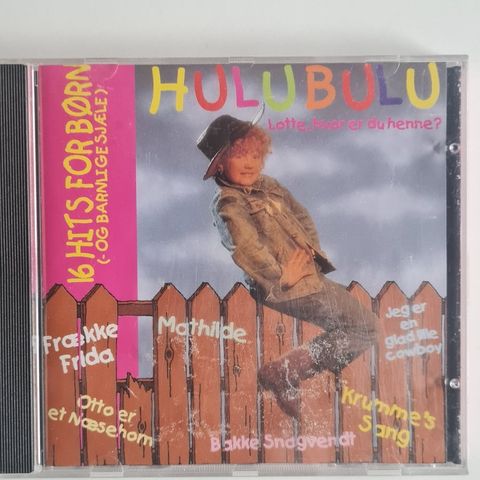 HULUBULU
Lotte, hvor er du henne?
16 HITS FOR BØRN
(- OG BARNLIGE SJÆLE)
Frække
Frida
Mathilde
Jeg er
en
glad lille
cowboy
Otto er
et Næsehorn
Bakke Snagvendt
Krumme's
Sang